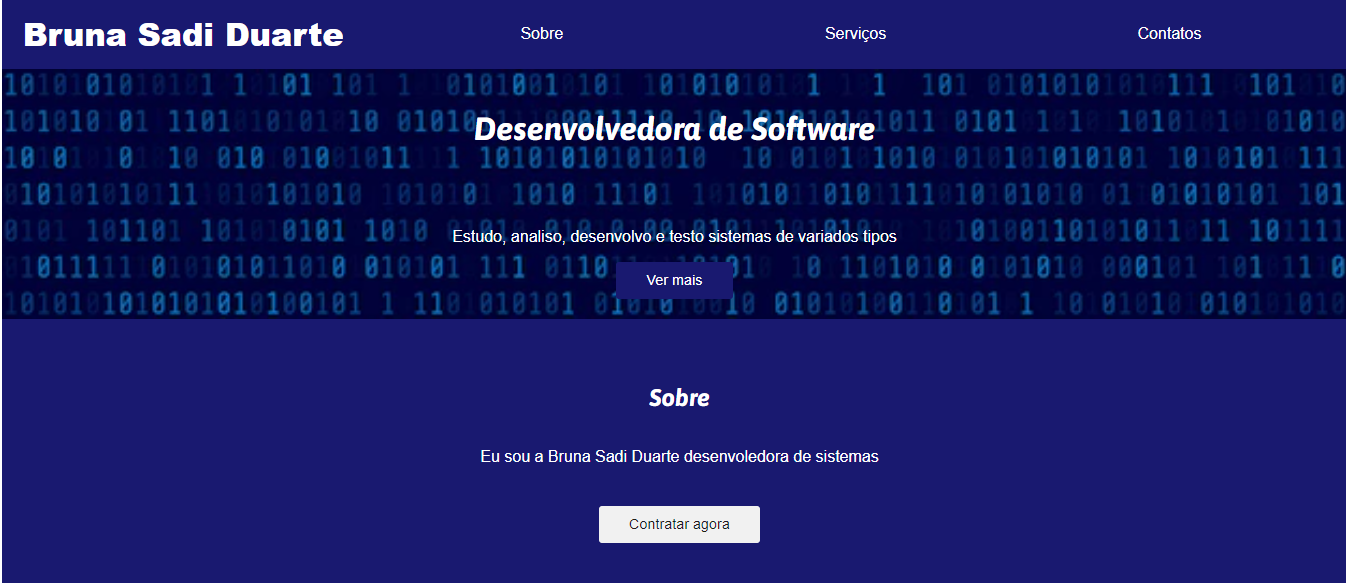 Bruna Sadi Duarte
Sobre
Serviços
Contatos
Desenvolvedora de Software
Estudo, analiso, desenvolvo e testo sistemas de variados tipos
Ver mais
Sobre
Eu sou a Bruna Sadi Duarte desenvoledora de sistemas
Contratar agora